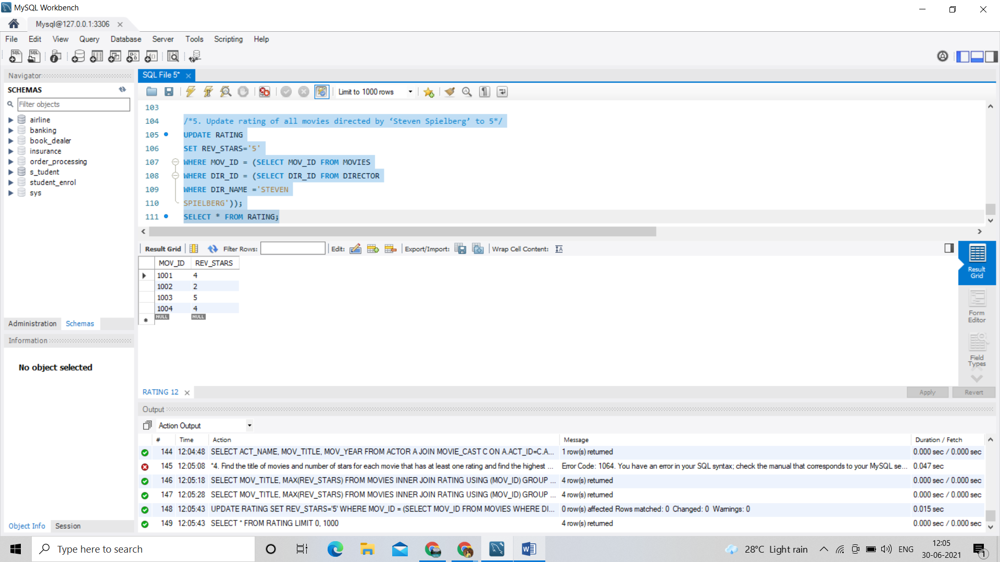 MySQL Workbench
Mysql@127.0.0.1:3306
File Edit View Query Database Server Tools Scripting Help
Navigator
SCHEMAS
Filter objects
airline
banking
book_dealer
insurance
order_processing
s_tudent
student_enrol
sys
Administration Schemas
Information
No object selected
Object Info Session
SQL File 5*
Limit to 1000 rows
103
104 /*5. Update rating of all movies directed by ‘Steven Spielberg’ to 5*/
105 UPDATE RATING
106 SET REV_STARS='5'
107 WHERE MOV_ID = (SELECT MOV_ID FROM MOVIES
108 WHERE DIR_ID = (SELECT DIR_ID FROM DIRECTOR
109 WHERE DIR_NAME ='STEVEN
110 SPIELBERG'));
111 SELECT * FROM RATING;
Result Grid Filter Rows: Edit: Export/Import: Wrap Cell Content:
MOV_ID REV_STARS
1001 4
1002 2
1003 5
1004 4
NULL NULL
Result
Grid
Form
Editor
Field
Types
RATING 12
Apply Revert
Output
Action Output
# Time Action Message Duration / Fetch
144 12:04:48 SELECT ACT_NAME, MOV_TITLE, MOV_YEAR FROM ACTOR A JOIN MOVIE_CAST C ON A.ACT_ID=C.A... 1 row(s) returned 0.000 sec / 0.000 sec
145 12:05:08 *4. Find the title of movies and number of stars for each movie that has at least one rating and find the highest ... Error Code: 1064. You have an error in your SQL syntax; check the manual that corresponds to your MySQL se... 0.047 sec
146 12:05:18 SELECT MOV_TITLE, MAX(REV_STARS) FROM MOVIES INNER JOIN RATING USING (MOV_ID) GROUP ... 4 row(s) returned 0.000 sec / 0.000 sec
147 12:05:28 SELECT MOV_TITLE, MAX(REV_STARS) FROM MOVIES INNER JOIN RATING USING (MOV_ID) GROUP ... 4 row(s) returned 0.000 sec / 0.000 sec
148 12:05:43 UPDATE RATING SET REV_STARS='5' WHERE MOV_ID = (SELECT MOV_ID FROM MOVIES WHERE DI... 0 row(s) affected Rows matched: 0 Changed: 0 Warnings: 0 0.015 sec
149 12:05:43 SELECT * FROM RATING LIMIT 0, 1000 4 row(s) returned 0.000 sec / 0.000 sec
Type here to search
28°C Light rain
ENG
12:05
30-06-2021
1